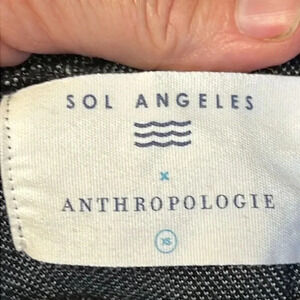 SOL ANGELES
x
ANTHROPOLOGIE
XS